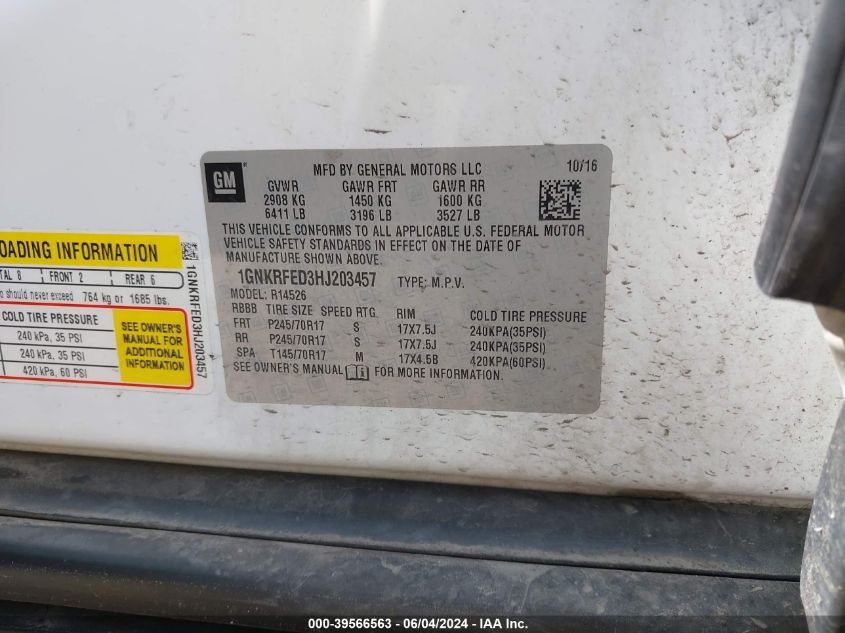 GM
MFD BY GENERAL MOTORS LLC 10/16
GVWR GAWR FRT GAWR RR
2908 KG 1450 KG 1600 KG
6411 LB 3196 LB 3527 LB
THIS VEHICLE CONFORMS TO ALL APPLICABLE U.S. FEDERAL MOTOR
VEHICLE SAFETY STANDARDS IN EFFECT ON THE DATE OF
MANUFACTURE SHOWN ABOVE.
1GNKRFED3HJ203457 TYPE: M.P.V.
MODEL: R14526
RBBB TIRE SIZE SPEED RTG. RIM COLD TIRE PRESSURE
FRT P245/70R17 S 17X7.5J 240KPA(35PSI)
RR P245/70R17 S 17X7.5J 240KPA(35PSI)
SPA T145/70R17 M 17X4.5B 420KPA(60PSI)
SEE OWNER'S MANUAL FOR MORE INFORMATION.
OADING INFORMATION
TAL 8 FRONT 2 REAR 6
should never exceed 764 kg or 1685 lbs.
COLD TIRE PRESSURE
240 kPa, 35 PSI
240 kPa, 35 PSI
420 kPa, 60 PSI
SEE OWNER'S
MANUAL FOR
ADDITIONAL
INFORMATION
1GNKRFED3HJ203457
000-39566563 - 06/04/2024 - IAA Inc.